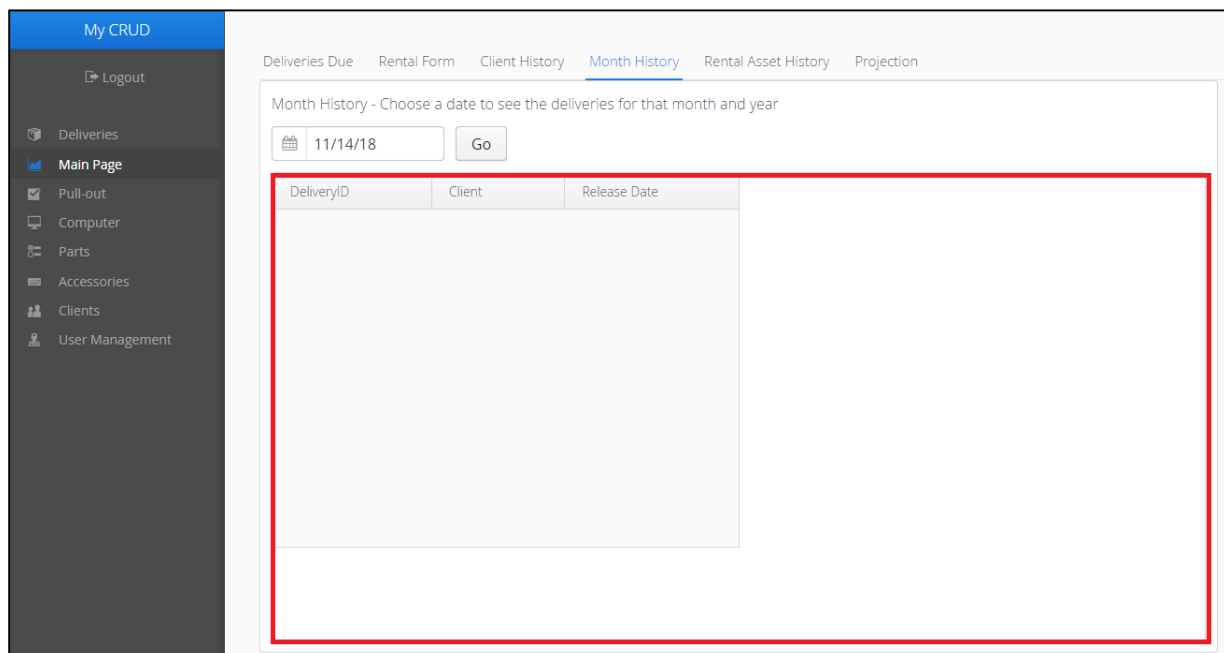 My CRUD
Logout
Deliveries
Main Page
Pull-out
Computer
Parts
Accessories
Clients
User Management
Deliveries Due Rental Form Client History Month History Rental Asset History Projection
Month History - Choose a date to see the deliveries for that month and year
11/14/18 Go
DeliveryID Client Release Date